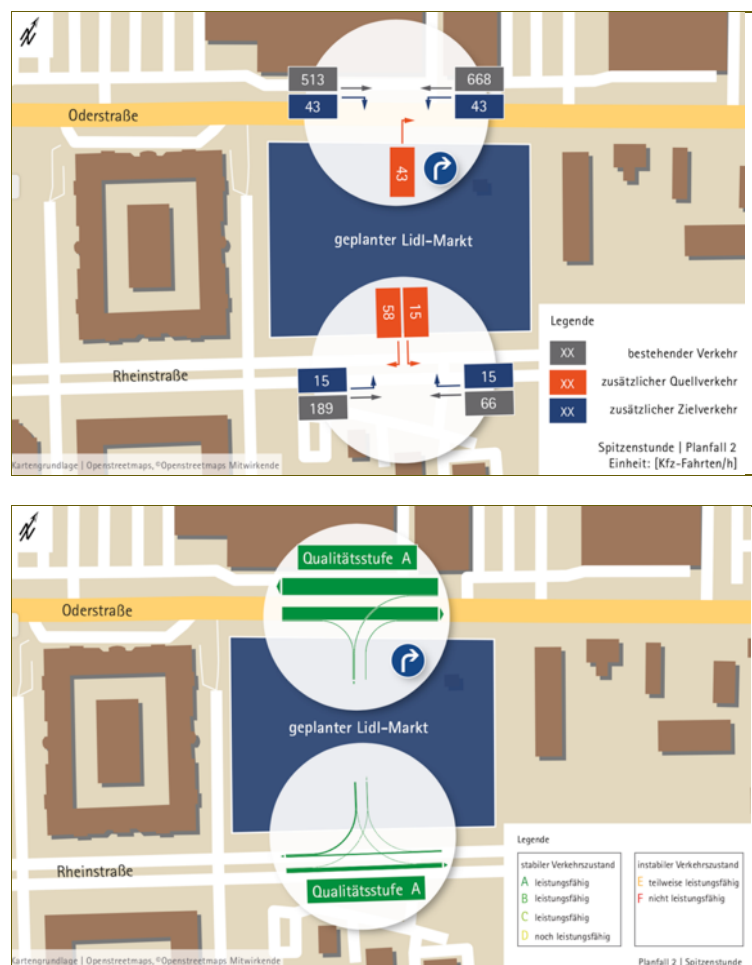 513
668
43
43
Oderstraße
43
geplanter Lidl-Markt
58
15
15
15
Rheinstraße
189
66
Legende
XX bestehender Verkehr
XX zusätzlicher Quellverkehr
XX zusätzlicher Zielverkehr
Spitzenstunde | Planfall 2
Einheit: [Kfz-Fahrten/h]
Kartengrundlage | Openstreetmaps, ©Openstreetmaps Mitwirkende
Qualitätsstufe A
Oderstraße
geplanter Lidl-Markt
Rheinstraße
Qualitätsstufe A
Legende
stabiler Verkehrszustand
A leistungsfähig
B leistungsfähig
C leistungsfähig
D noch leistungsfähig
instabiler Verkehrszustand
E teilweise leistungsfähig
F nicht leistungsfähig
Kartengrundlage | Openstreetmaps, ©Openstreetmaps Mitwirkende
Planfall 2 | Spitzenstunde